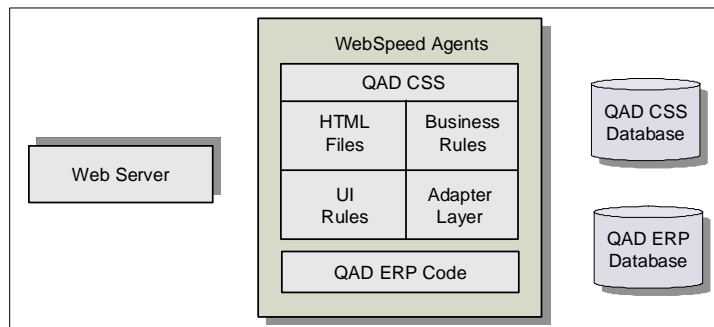 WebSpeed Agents
QAD CSS
HTML
Files
Business
Rules
UI
Rules
Adapter
Layer
QAD ERP Code
Web Server
QAD CSS
Database
QAD ERP
Database